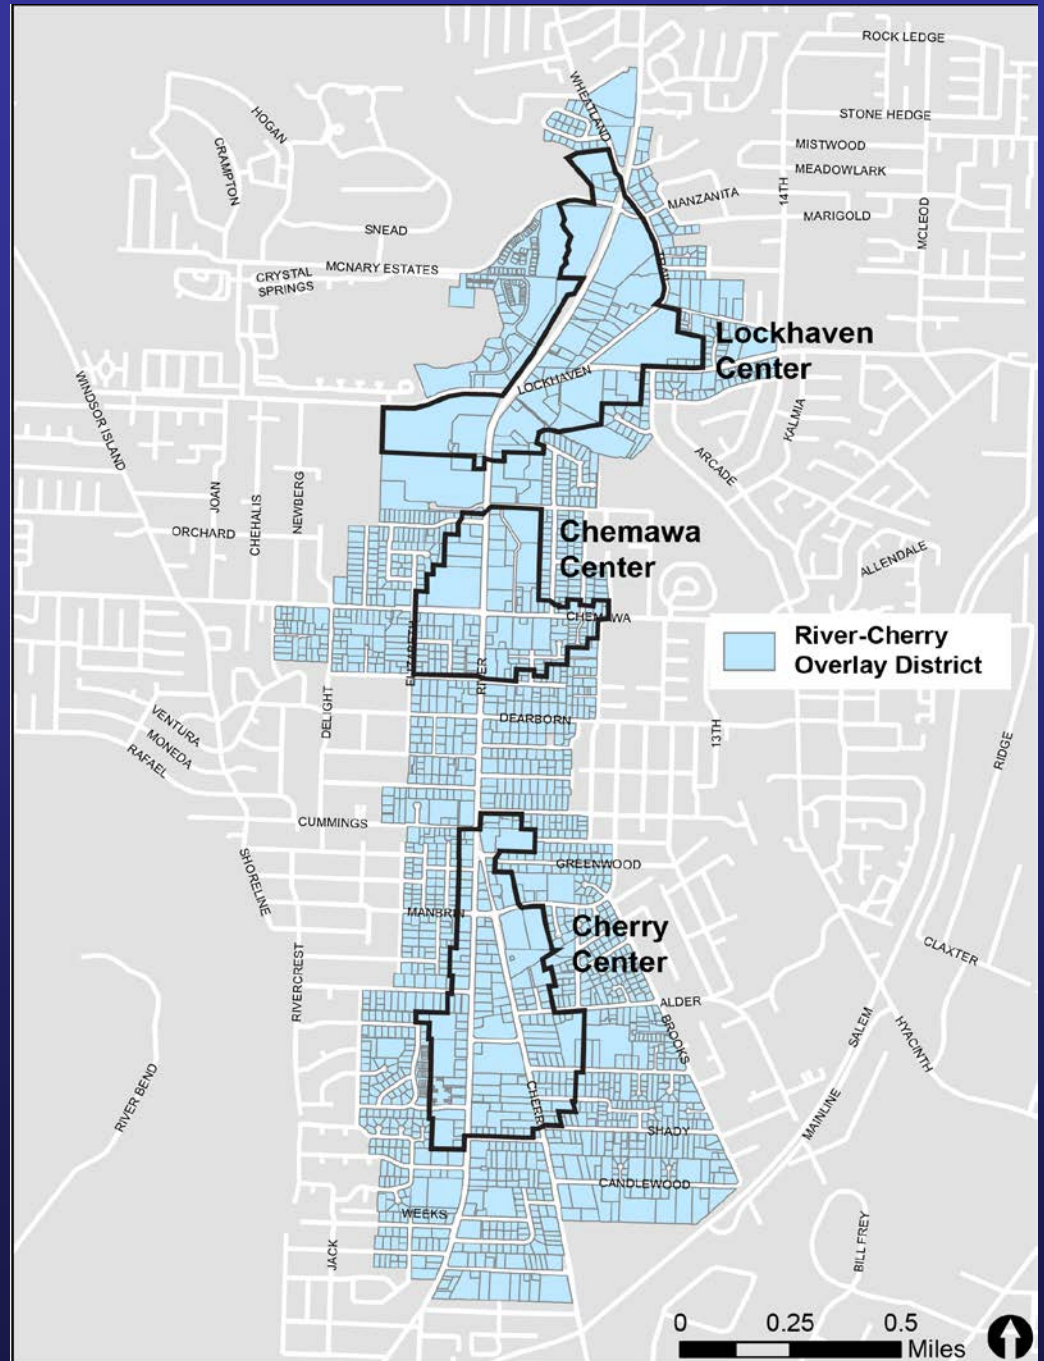 ROCK LEDGE
WHEATLAND
HOGAN
STONE HEDGE
CRAMPTON
MISTWOOD
MEADOWLARK
14TH
MANZANITA
MARIGOLD
MCLEOD
SNEAD
TRAIL
CRYSTAL
SPRINGS
MCNARY ESTATES
Lockhaven
Center
LOCKHAVEN
WINDSOR ISLAND
KALMIA
ARCADE
JOAN
CHEHALIS
NEWBERG
ORCHARD
Chemawa
Center
ALLENDALE
CHEMAWA
River-Cherry
Overlay District
ELIZABETH
RIVER
DELIGHT
DEARBORN
VENTURA
MONEDA
RAFAEL
13TH
RIDGE
CUMMINGS
SHORELINE
GREENWOOD
MANBRIN
Cherry
Center
CLAXTER
RIVERCREST
ALDER
BROOKS
SALEM
HYACINTH
RIVER BEND
CHERR
MAINLINE
SHADY
CANDLEWOOD
WEEKS
JACK
BILL FREY
0 0.25 0.5
Miles